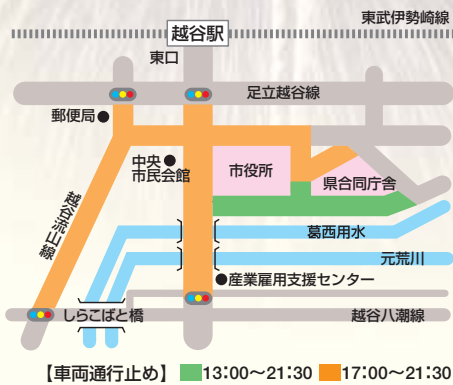 東武伊勢崎線
越谷駅
東口
足立越谷線
郵便局
中央
市民会館
市役所
県合同庁舎
越谷流山線
葛西用水
元荒川
産業雇用支援センター
しらこばと橋
越谷八潮線
【車両通行止め】 13:00～21:30 17:00～21:30